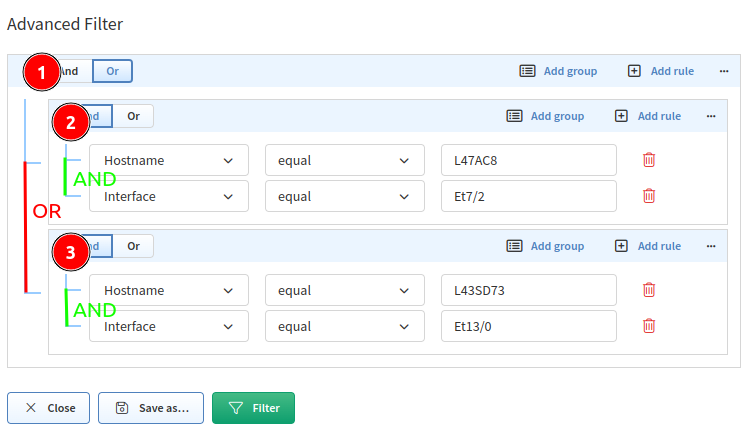 Advanced Filter
1 And Or Add group Add rule ...
2 nd Or Add group Add rule ...
Hostname equal L47AC8
AND
Interface equal Et7/2
OR
3 nd Or Add group Add rule ...
Hostname equal L43SD73
AND
Interface equal Et13/0
Close Save as... Filter